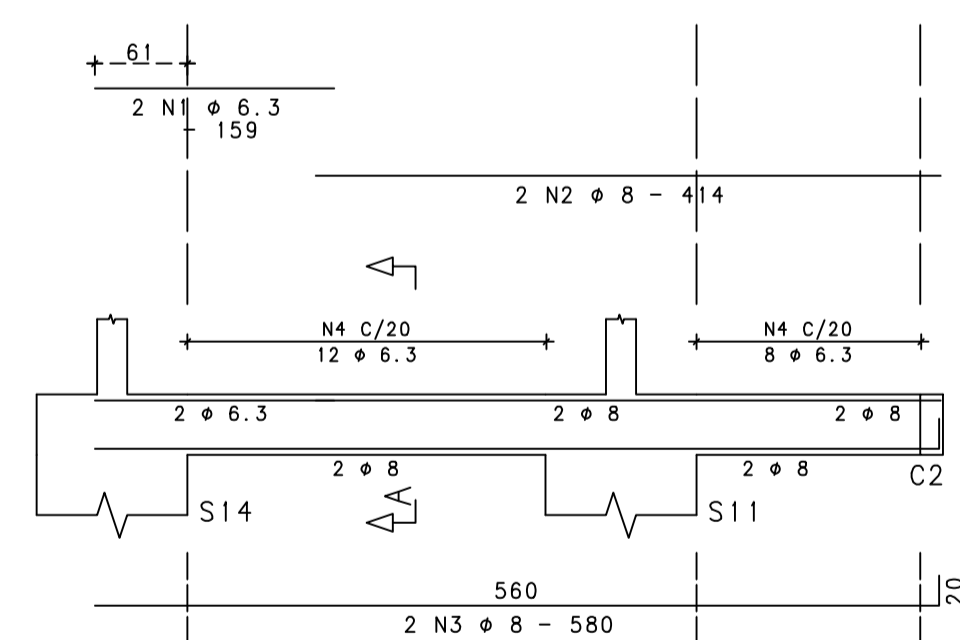 61
2 N1 ϕ 6.3
159
2 N2 ϕ 8 - 414
N4 C/20
12 ϕ 6.3
N4 C/20
8 ϕ 6.3
2 ϕ 6.3
2 ϕ 8
2 ϕ 8
2 ϕ 8
2 ϕ 8
C2
A
S14
S11
560
20
2 N3 ϕ 8 - 580